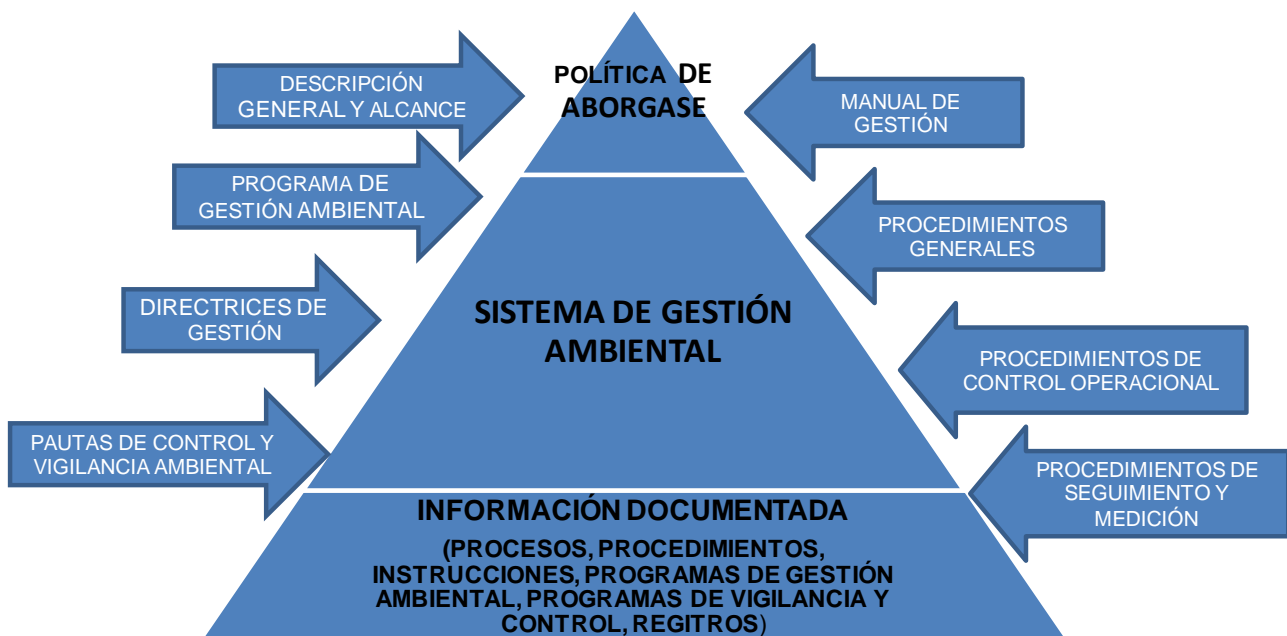 POLÍTICA DE
ABORGASE
DESCRIPCIÓN
GENERAL Y ALCANCE
MANUAL DE
GESTIÓN
PROGRAMA DE
GESTIÓN AMBIENTAL
PROCEDIMIENTOS
GENERALES
DIRECTRICES DE
GESTIÓN
SISTEMA DE GESTIÓN
AMBIENTAL
PROCEDIMIENTOS DE
CONTROL OPERACIONAL
PAUTAS DE CONTROL Y
VIGILANCIA AMBIENTAL
PROCEDIMIENTOS DE
SEGUIMIENTO Y
MEDICIÓN
INFORMACIÓN DOCUMENTADA
(PROCESOS, PROCEDIMIENTOS,
INSTRUCCIONES, PROGRAMAS DE GESTIÓN
AMBIENTAL, PROGRAMAS DE VIGILANCIA Y
CONTROL, REGITROS)